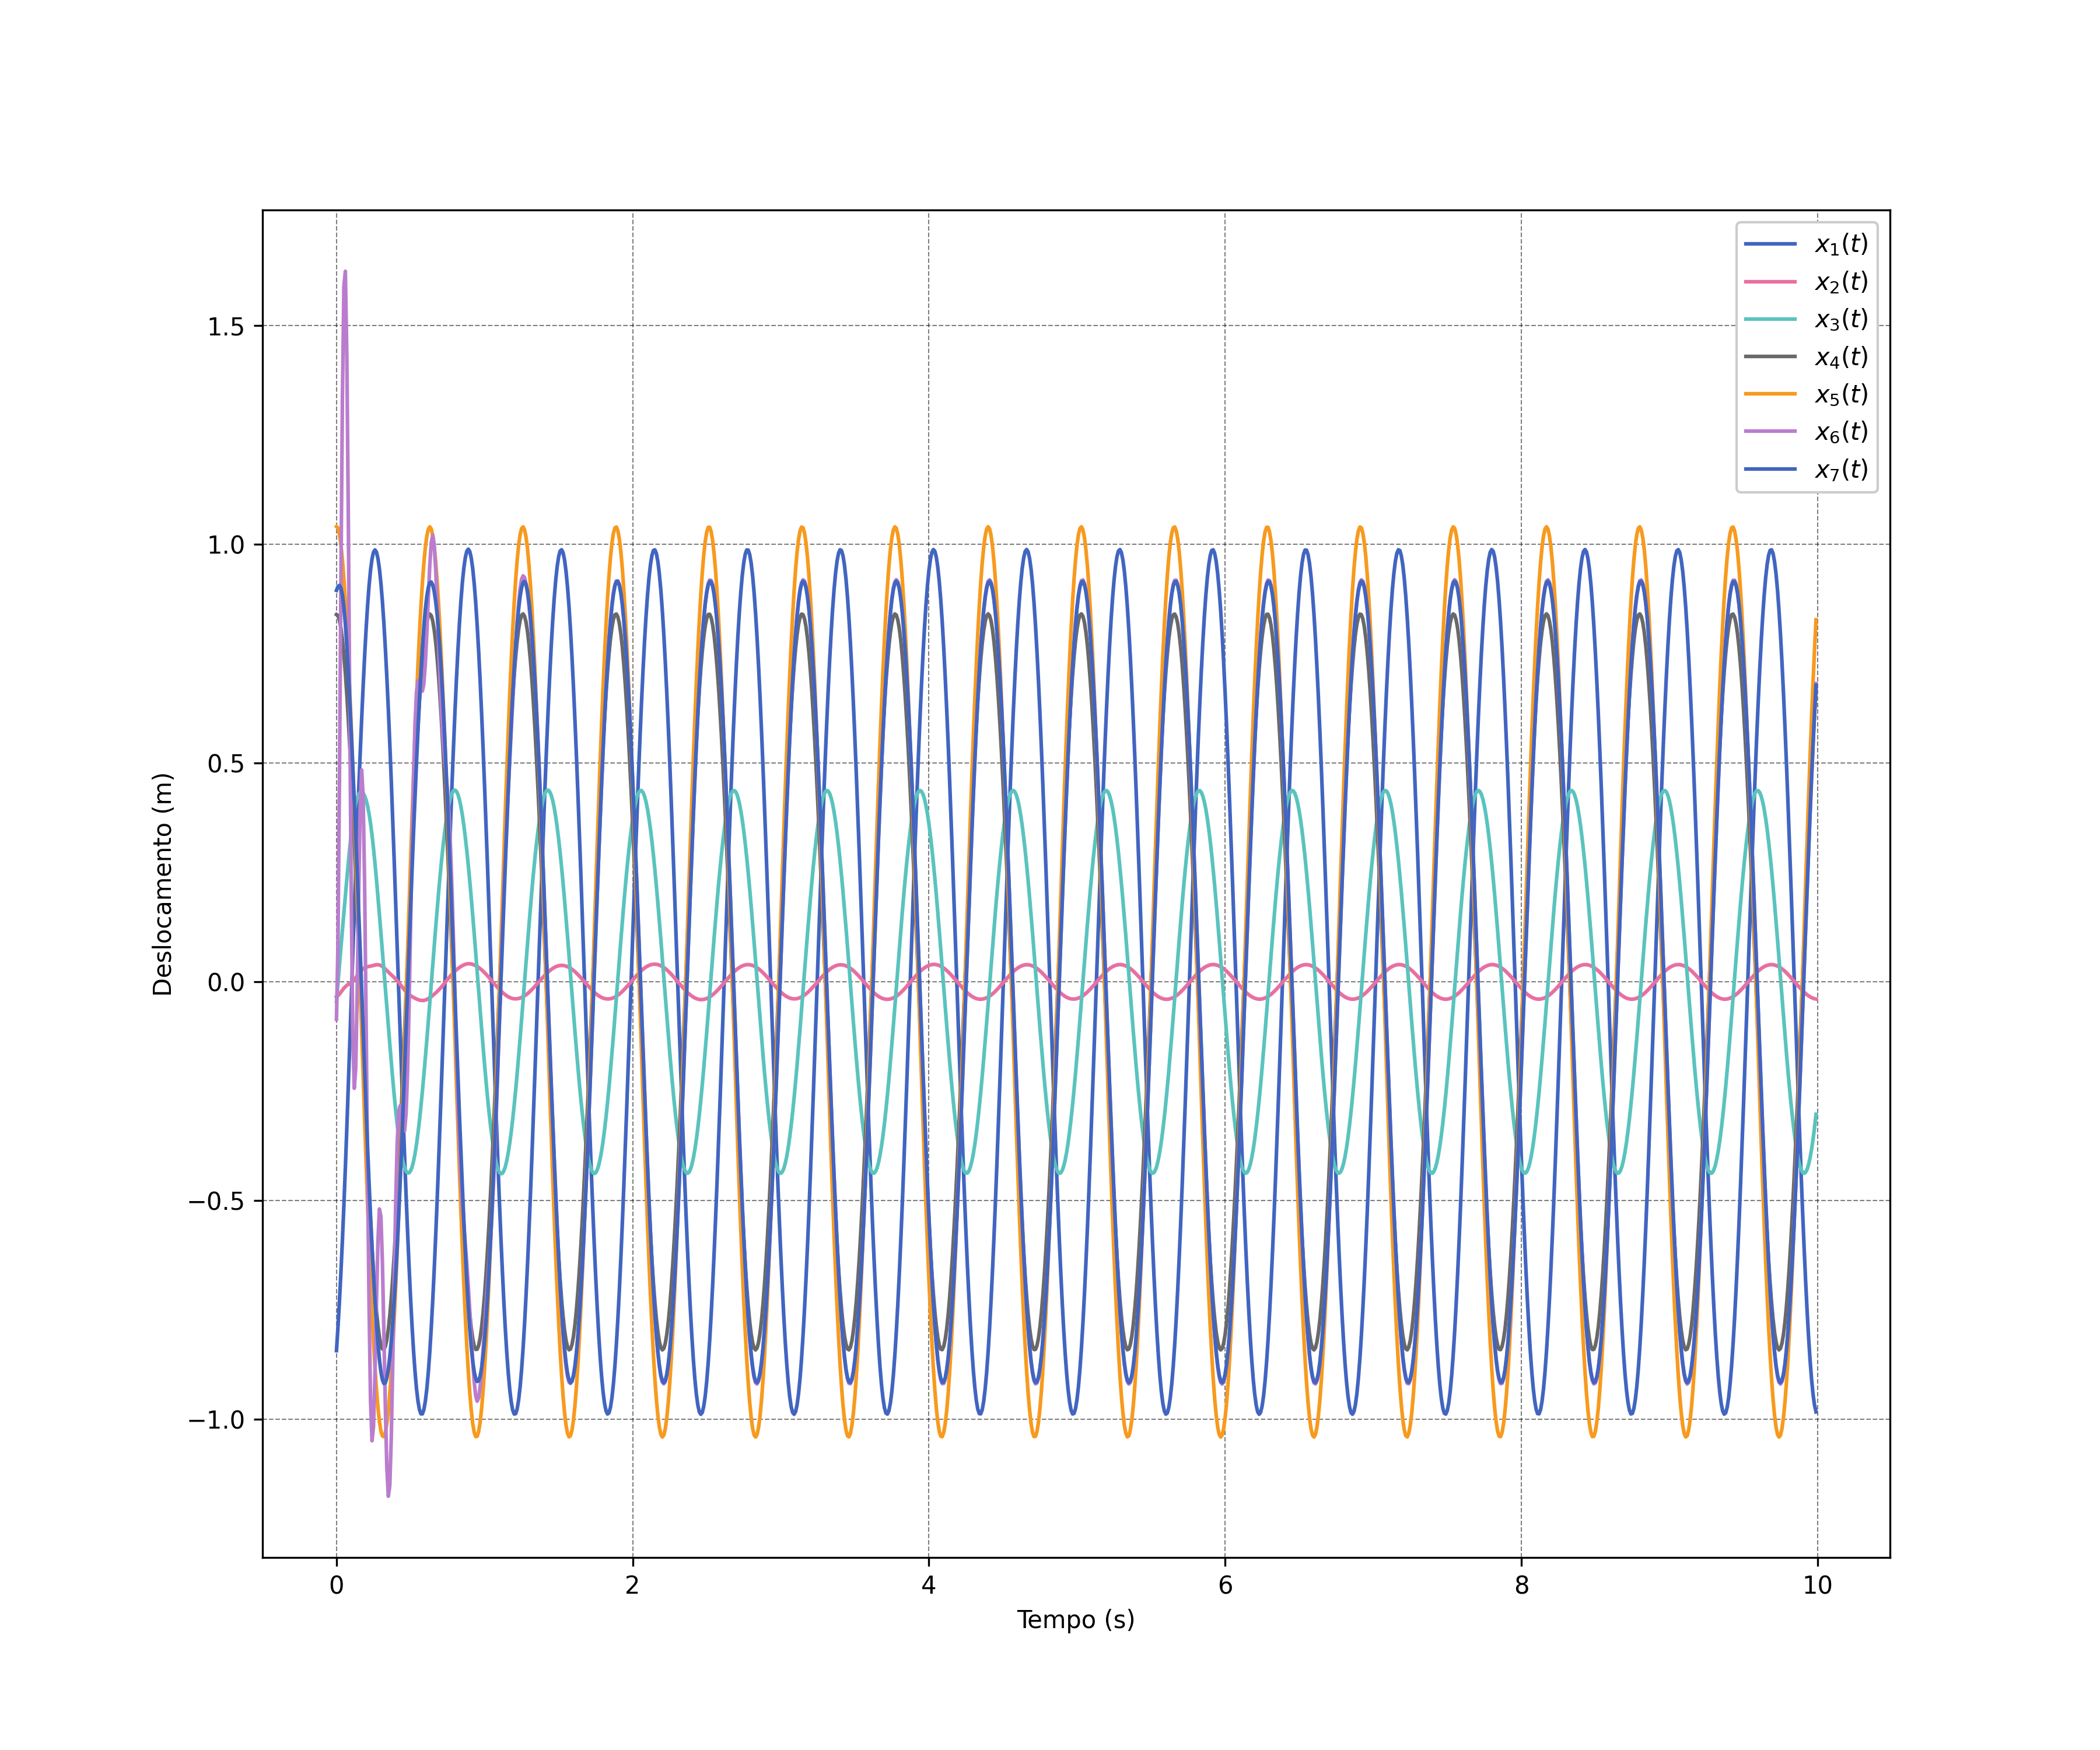 x₁(t)
x₂(t)
x₃(t)
x₄(t)
x₅(t)
x₆(t)
x₇(t)
Deslocamento (m)
1.5
1.0
0.5
0.0
−0.5
−1.0
0 2 4 6 8 10
Tempo (s)